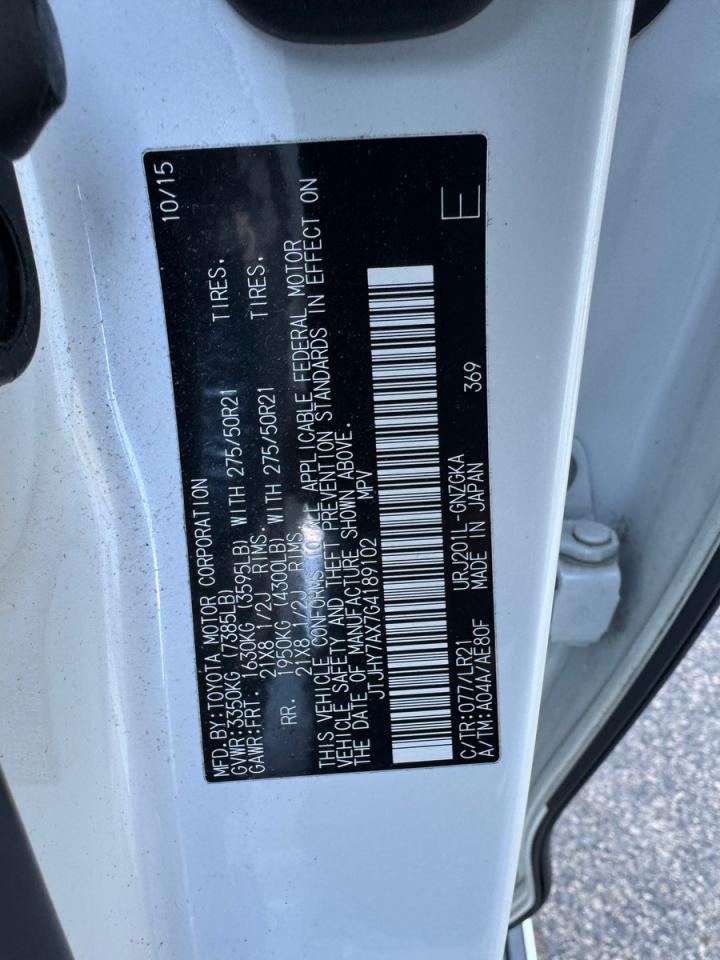 MFD.BY:TOYOTA MOTOR CORPORATION 10/15
GVWR:3350KG (7385LB)
GAWR:FRT. 1630KG (3595LB) WITH 275/50R21 TIRES.
21X8 1/2J RIMS.
RR. 1950KG (4300LB) WITH 275/50R21 TIRES.
21X8 1/2J RIMS
THIS VEHICLE CONFORMS TO ALL APPLICABLE FEDERAL MOTOR
VEHICLE SAFETY AND THEFT PREVENTION STANDARDS IN EFFECT ON
THE DATE OF MANUFACTURE SHOWN ABOVE.
JTJHY7AX7G4189102 MPV
E
C/TR:077/LR21 URJ201L-GNZGKA
A/TM:A04A/AE80F MADE IN JAPAN 369